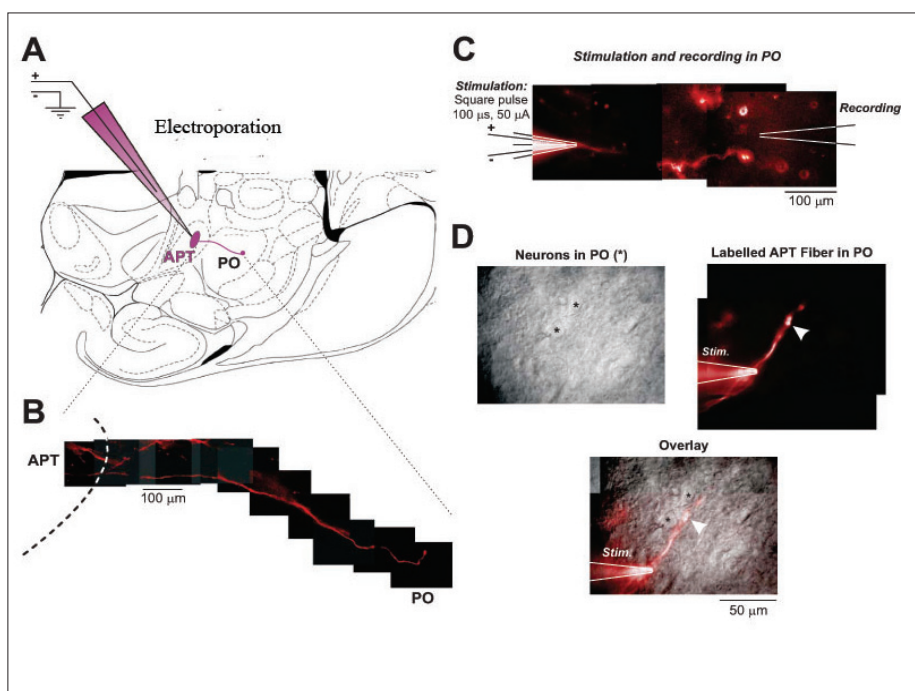 A
+
-
Electroporation
APT
PO
B
APT
100 μm
PO
C
Stimulation and recording in PO
Stimulation:
Square pulse
100 μs, 50 μA
+
-
Recording
100 μm
D
Neurons in PO (*)
*
*
Labelled APT Fiber in PO
Stim.
Overlay
*
*
Stim.
50 μm